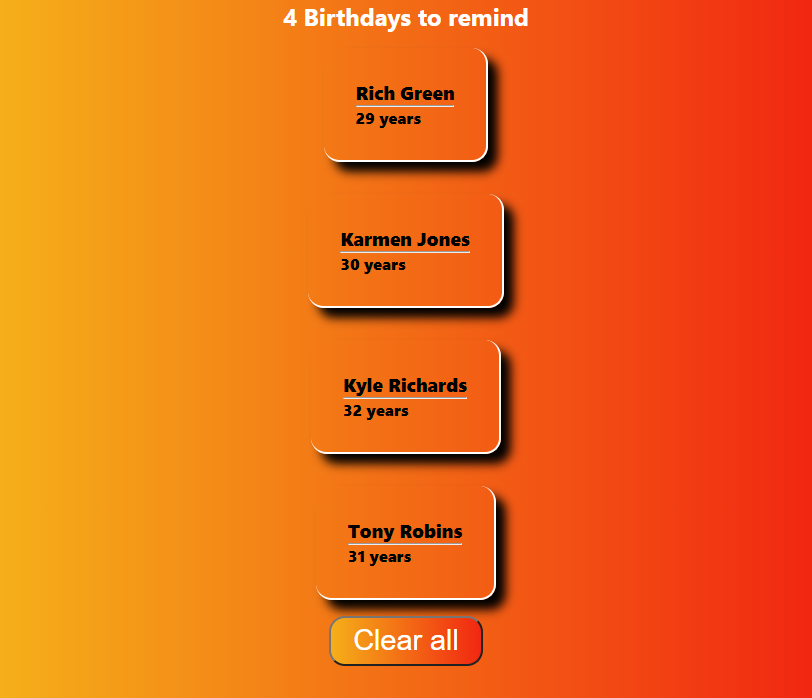 4 Birthdays to remind
Rich Green
29 years
Karmen Jones
30 years
Kyle Richards
32 years
Tony Robins
31 years
Clear all